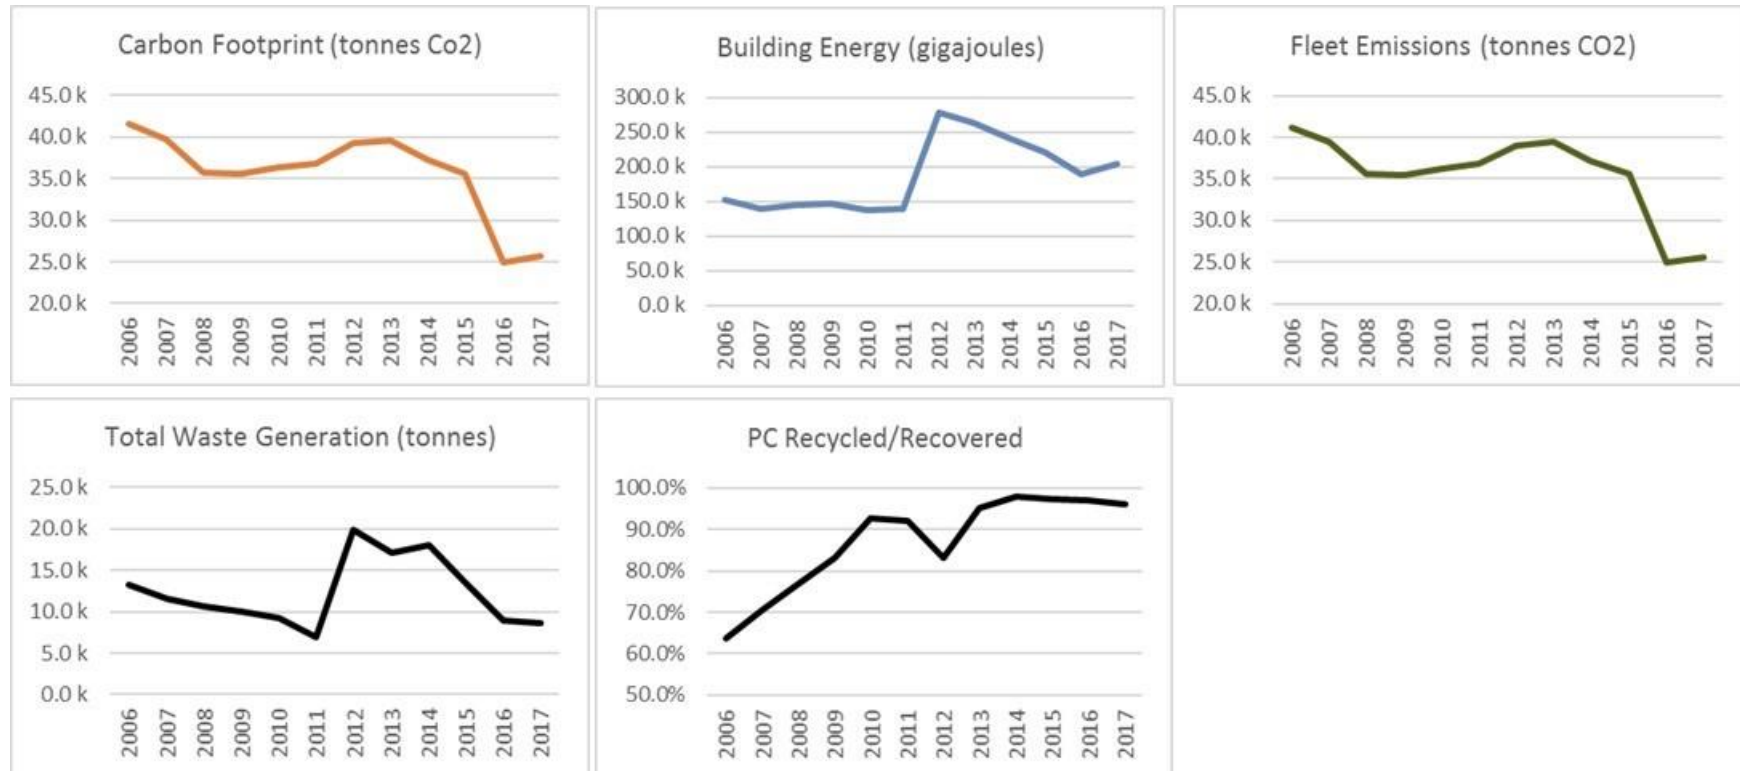 Carbon Footprint (tonnes Co2)
45.0 k
40.0 k
35.0 k
30.0 k
25.0 k
20.0 k
2006 2007 2008 2009 2010 2011 2012 2013 2014 2015 2016 2017
Building Energy (gigajoules)
300.0 k
250.0 k
200.0 k
150.0 k
100.0 k
50.0 k
0.0 k
2006 2007 2008 2009 2010 2011 2012 2013 2014 2015 2016 2017
Fleet Emissions (tonnes CO2)
45.0 k
40.0 k
35.0 k
30.0 k
25.0 k
20.0 k
2006 2007 2008 2009 2010 2011 2012 2013 2014 2015 2016 2017
Total Waste Generation (tonnes)
25.0 k
20.0 k
15.0 k
10.0 k
5.0 k
0.0 k
2006 2007 2008 2009 2010 2011 2012 2013 2014 2015 2016 2017
PC Recycled/Recovered
100.0%
90.0%
80.0%
70.0%
60.0%
50.0%
2006 2007 2008 2009 2010 2011 2012 2013 2014 2015 2016 2017